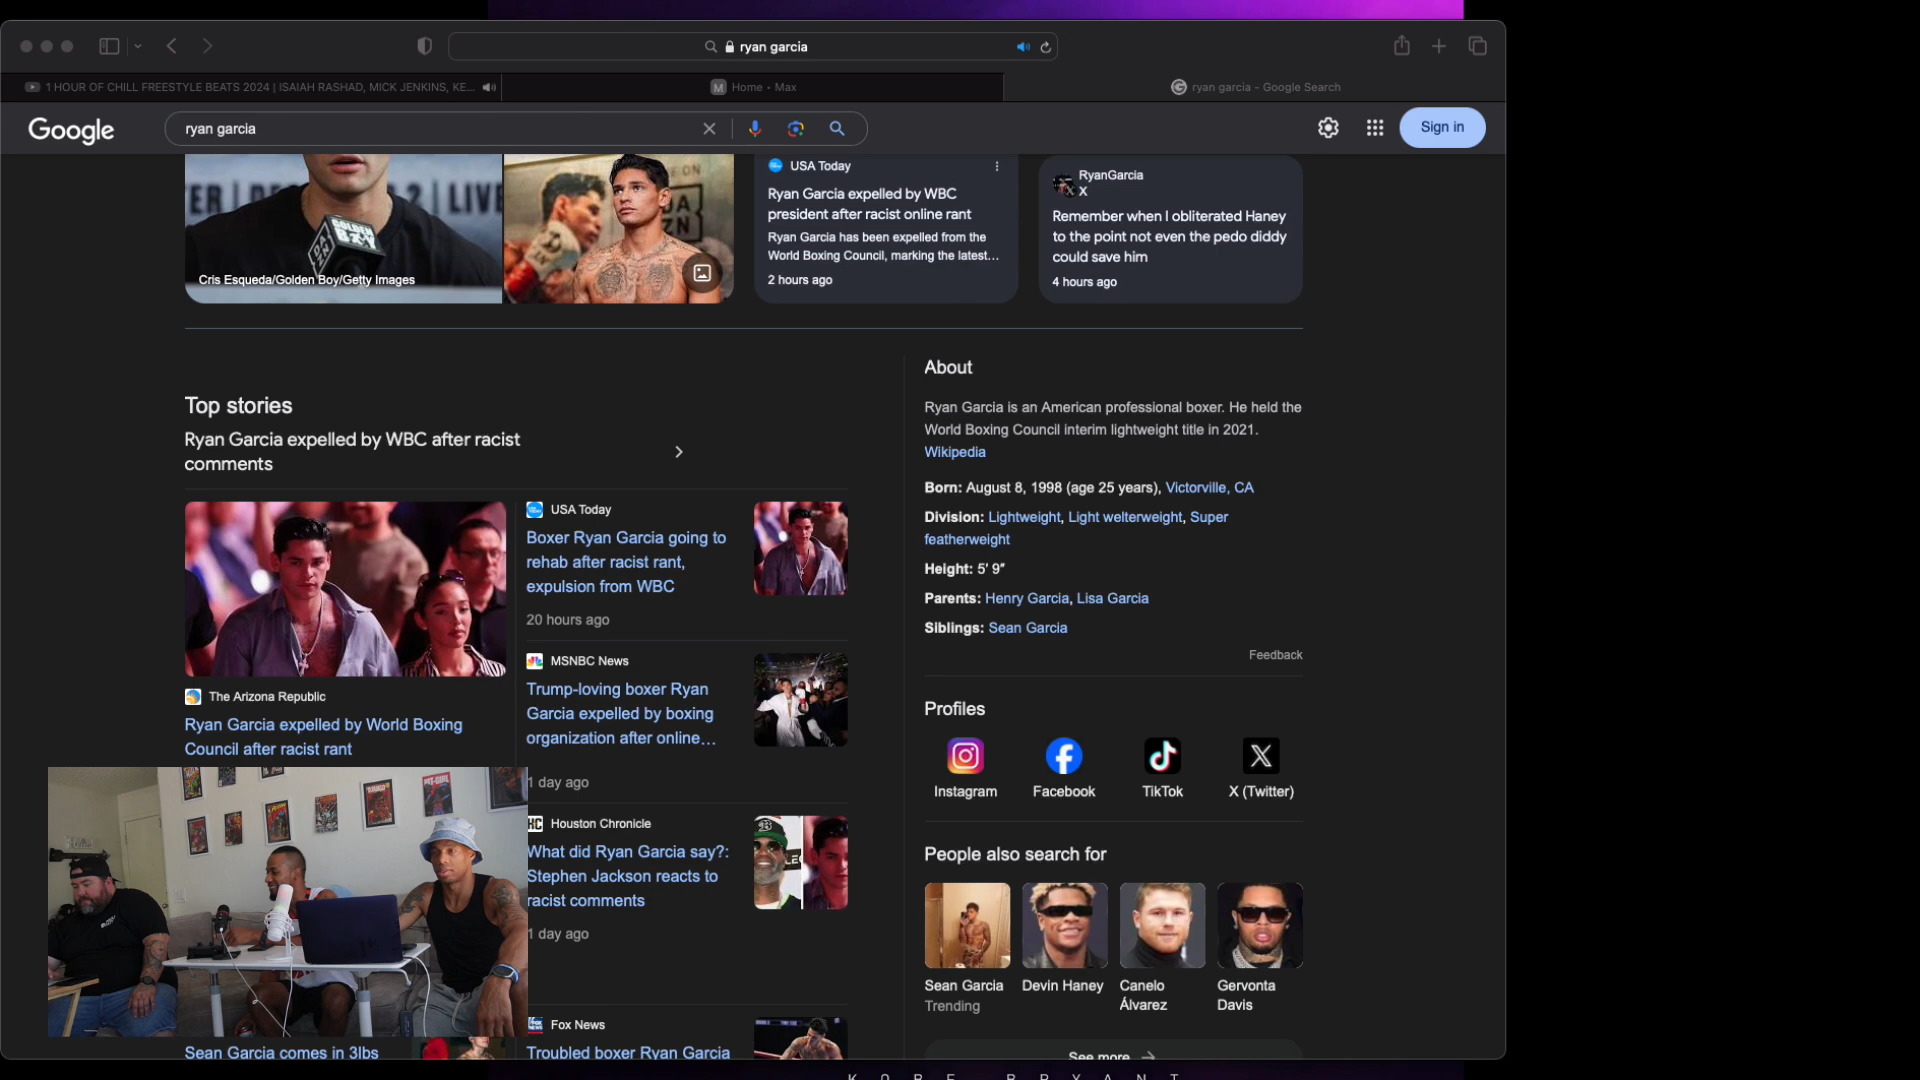 ryan garcia
1 HOUR OF CHILL FREESTYLE BEATS 2024 | ISAIAH RASHAD, MICK JENKINS, KE...
Home - Max
ryan garcia - Google Search
Google
ryan garcia
Sign in
Cris Esqueda/Golden Boy/Getty Images
USA Today
Ryan Garcia expelled by WBC
president after racist online rant
Ryan Garcia has been expelled from the
World Boxing Council, marking the latest...
2 hours ago
RyanGarcia
X
Remember when I obliterated Haney
to the point not even the pedo diddy
could save him
4 hours ago
Top stories
Ryan Garcia expelled by WBC after racist
comments
The Arizona Republic
Ryan Garcia expelled by World Boxing
Council after racist rant
Sean Garcia comes in 3lbs
USA Today
Boxer Ryan Garcia going to
rehab after racist rant,
expulsion from WBC
20 hours ago
MSNBC News
Trump-loving boxer Ryan
Garcia expelled by boxing
organization after online...
1 day ago
Houston Chronicle
What did Ryan Garcia say?:
Stephen Jackson reacts to
racist comments
1 day ago
Fox News
Troubled boxer Ryan Garcia
About
Ryan Garcia is an American professional boxer. He held the
World Boxing Council interim lightweight title in 2021.
Wikipedia
Born: August 8, 1998 (age 25 years), Victorville, CA
Division: Lightweight, Light welterweight, Super
featherweight
Height: 5′ 9″
Parents: Henry Garcia, Lisa Garcia
Siblings: Sean Garcia
Feedback
Profiles
Instagram
Facebook
TikTok
X (Twitter)
People also search for
Sean Garcia
Trending
Devin Haney
Canelo
Álvarez
Gervonta
Davis
See more
KOBE BRYANT